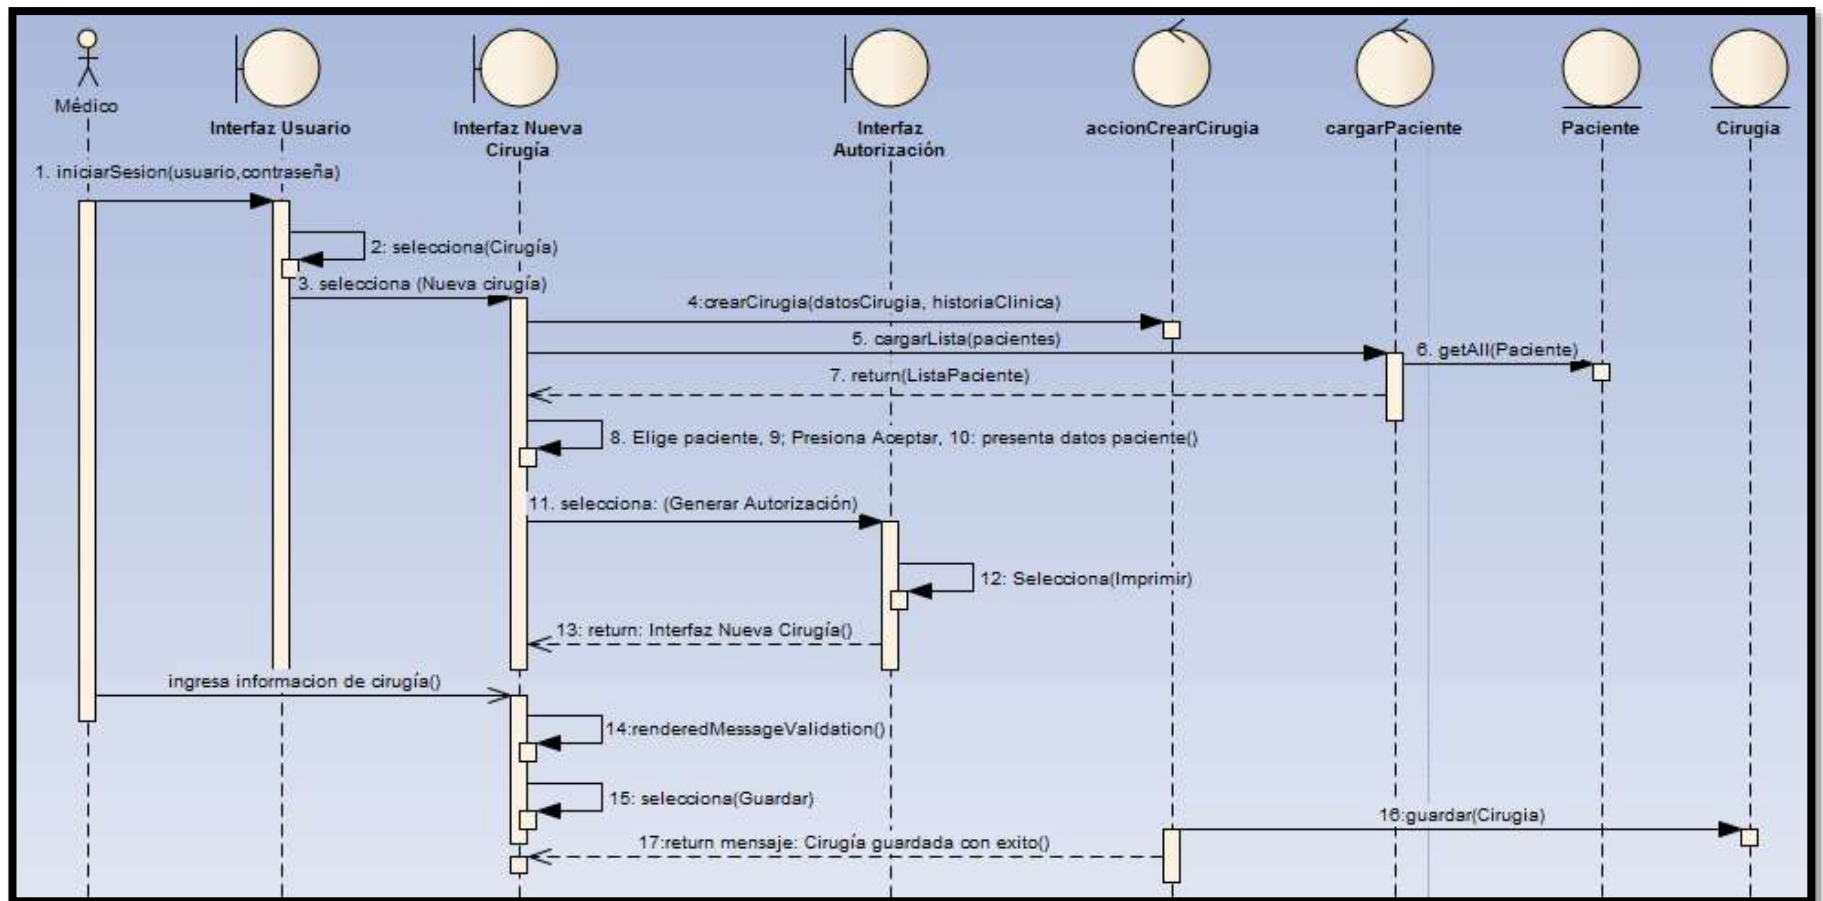 Médico
Interfaz Usuario
Interfaz Nueva
Cirugía
Interfaz
Autorización
accionCrearCirugia
cargarPaciente
Paciente
Cirugia
1. iniciarSesion(usuario,contraseña)
2: selecciona(Cirugía)
3. selecciona (Nueva cirugía)
4:crearCirugia(datosCirugia, historiaClinica)
5. cargarLista(pacientes)
6. getAll(Paciente)
7. return(ListaPaciente)
8. Elige paciente, 9; Presiona Aceptar, 10: presenta datos paciente()
11. selecciona: (Generar Autorización)
12: Selecciona(Imprimir)
13: return: Interfaz Nueva Cirugía()
ingresa informacion de cirugía()
14:renderedMessageValidation()
15: selecciona(Guardar)
16:guardar(Cirugia)
17:return mensaje: Cirugía guardada con exito()